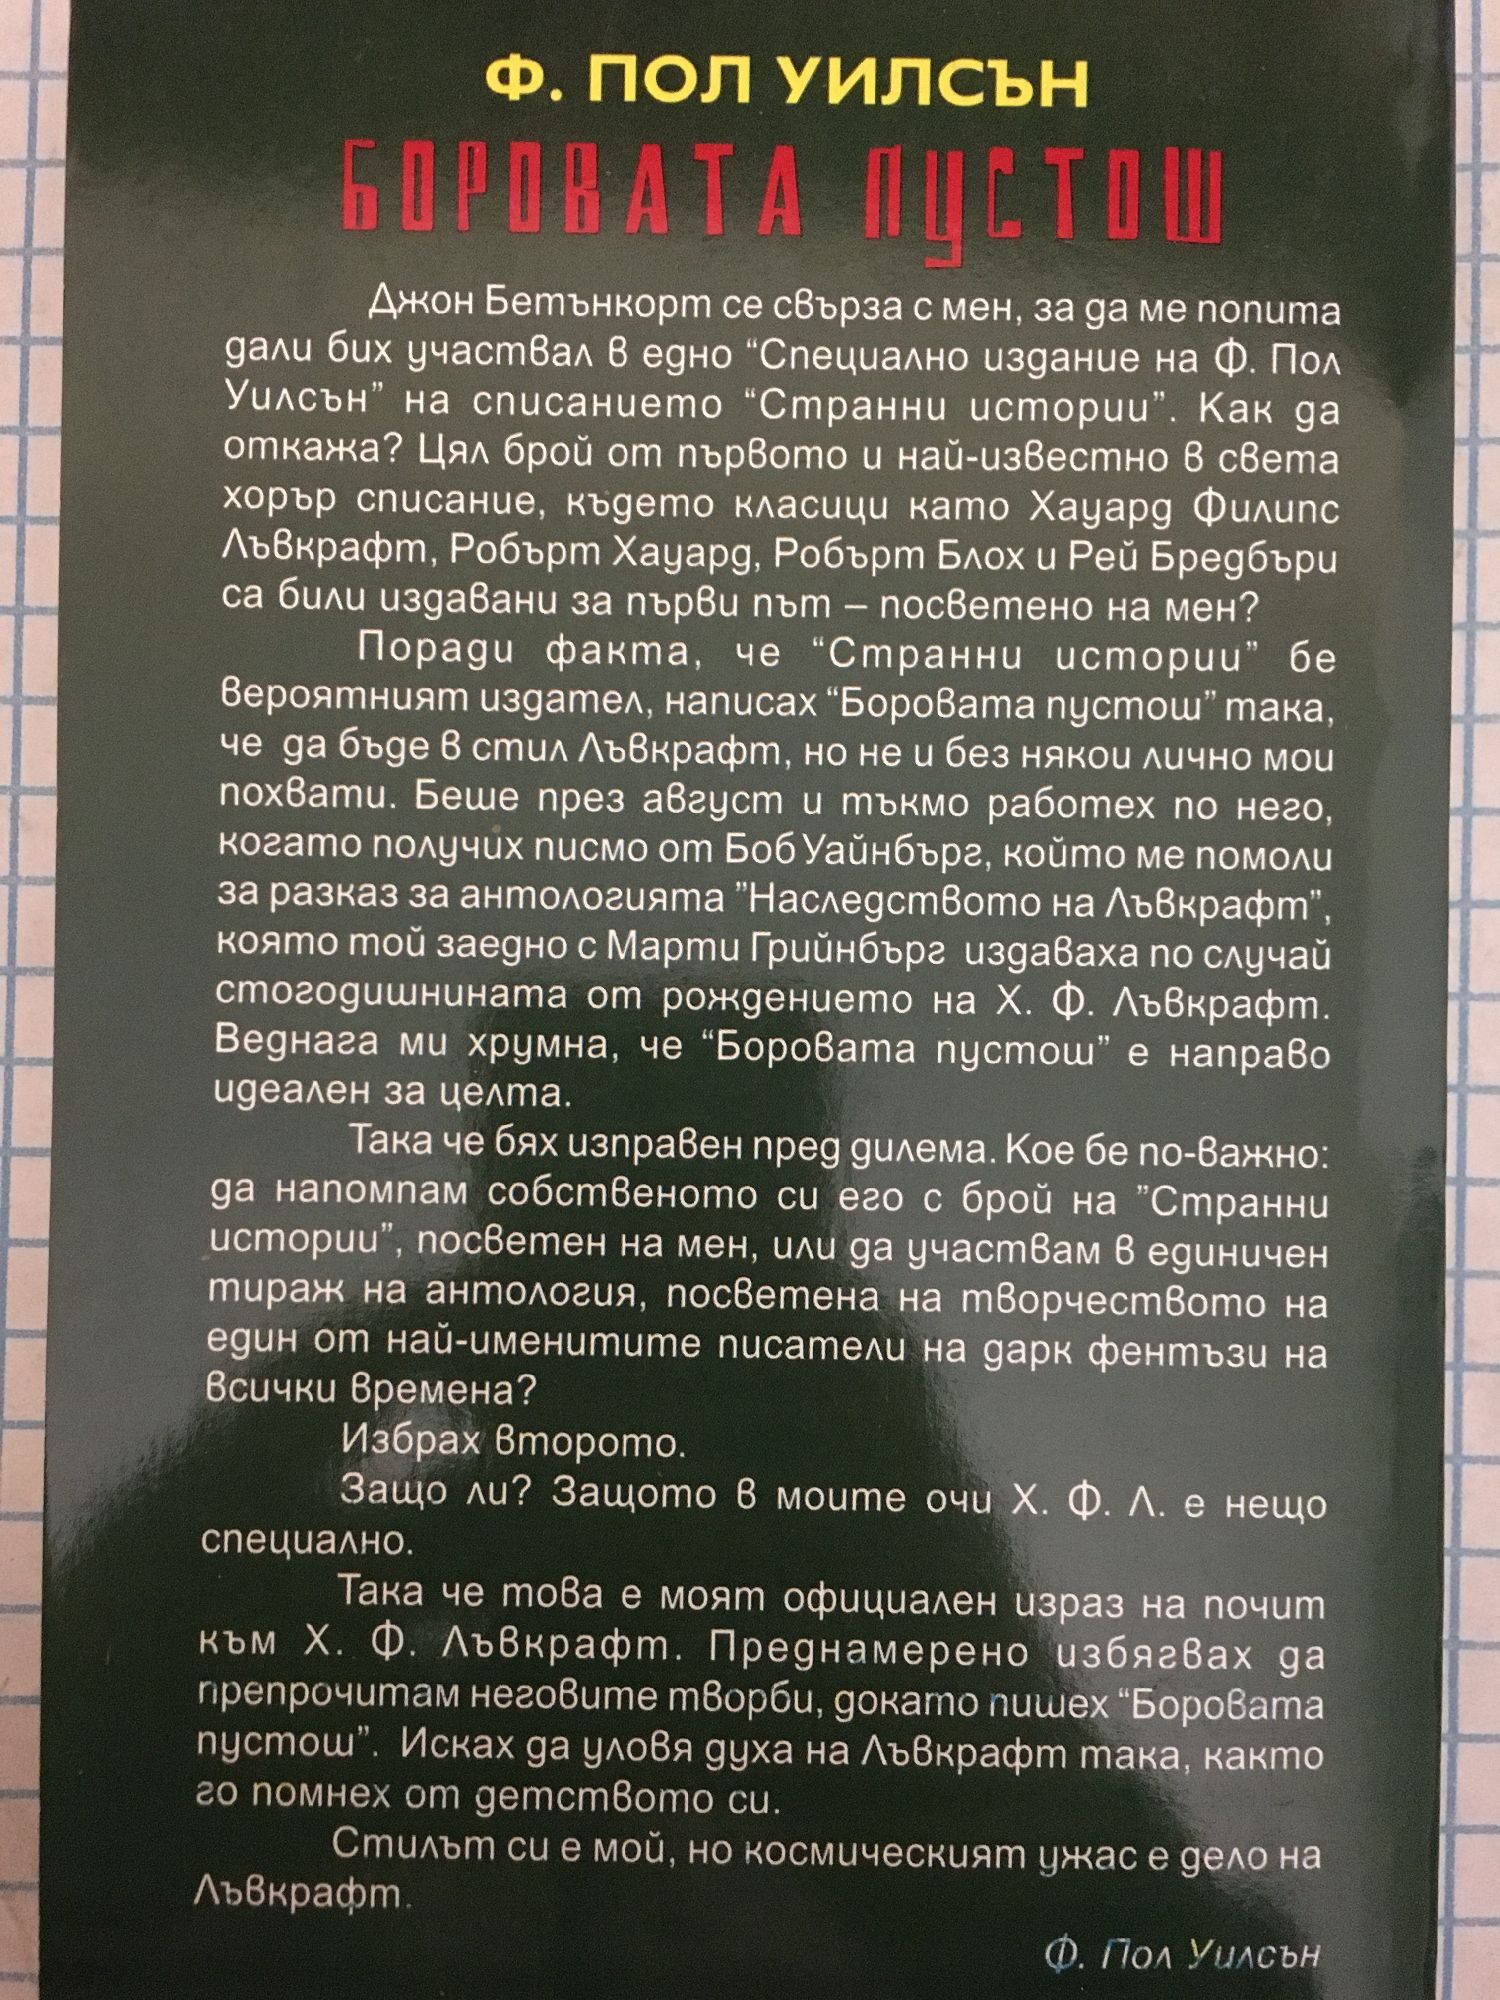 Ф. ПОЛ УИЛСЪН
БОРОВАТА ПУСТОШ
Джон Бетънкорт се свърза с мен, за да ме попита
дали бих участвал в едно “Специално издание на Ф. Пол
Уилсън” на списанието “Странни истории”. Как да
откажа? Цял брой от първото и най-известно в света
хорър списание, където класици като Хауард Филипс
Лъвкрафт, Робърт Хауард, Робърт Блох и Рей Бредбъри
са били издавани за първи път – посветено на мен?
Поради факта, че “Странни истории” бе
вероятният издател, написах “Боровата пустош” така,
че да бъде в стил Лъвкрафт, но не и без някои лично мои
похвати. Беше през август и тъкмо работех по него,
когато получих писмо от Боб Уайнбърг, който ме помоли
за разказ за антологията ”Наследството на Лъвкрафт”,
която той заедно с Марти Грийнбърг издаваха по случай
стогодишнината от рождението на Х. Ф. Лъвкрафт.
Веднага ми хрумна, че “Боровата пустош” е направо
идеален за целта.
Така че бях изправен пред дилема. Кое бе по-важно:
да напомпам собственото си его с брой на ”Странни
истории”, посветен на мен, или да участвам в единичен
тираж на антология, посветена на творчеството на
един от най-именитите писатели на дарк фентъзи на
всички времена?
Избрах второто.
Защо ли? Защото в моите очи Х. Ф. Л. е нещо
специално.
Така че това е моят официален израз на почит
към Х. Ф. Лъвкрафт. Преднамерено избягвах да
препрочитам неговите творби, докато пишех “Боровата
пустош”. Исках да уловя духа на Лъвкрафт така, както
го помнех от детството си.
Стилът си е мой, но космическият ужас е дело на
Лъвкрафт.
Ф. Пол Уилсън